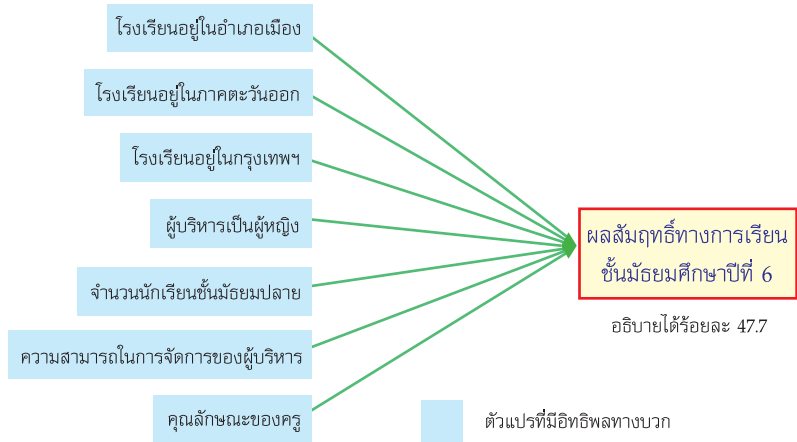 โรงเรียนอยู่ในอำเภอเมือง
โรงเรียนอยู่ในภาคตะวันออก
โรงเรียนอยู่ในกรุงเทพฯ
ผู้บริหารเป็นผู้หญิง
จำนวนนักเรียนชั้นมัธยมปลาย
ความสามารถในการจัดการของผู้บริหาร
คุณลักษณะของครู
ผลสัมฤทธิ์ทางการเรียน
ชั้นมัธยมศึกษาปีที่ 6
อธิบายได้ร้อยละ 47.7
ตัวแปรที่มีอิทธิพลทางบวก